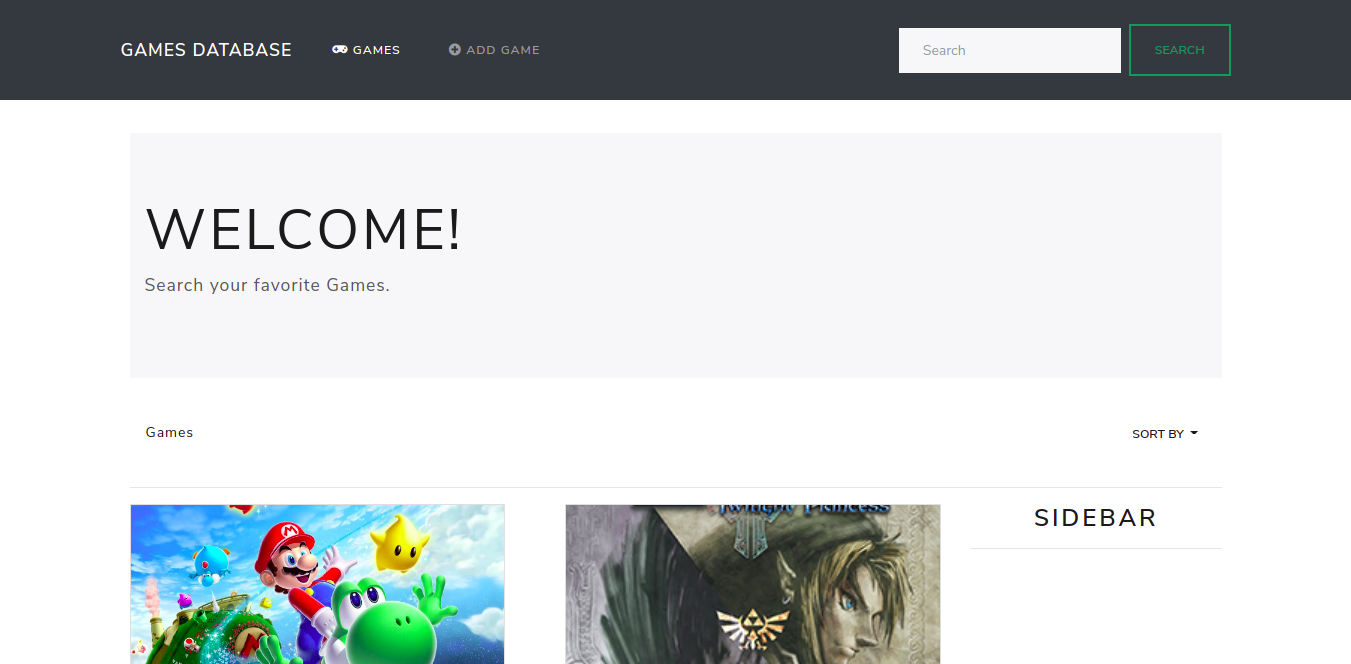 GAMES DATABASE GAMES ADD GAME Search SEARCH
WELCOME!
Search your favorite Games.
Games SORT BY
SIDEBAR
Twilight Princess
M